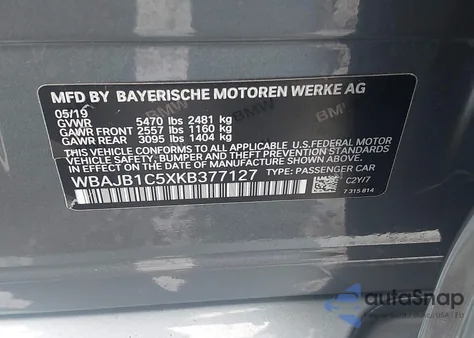 MFD BY BAYERISCHE MOTOREN WERKE AG
05/19
GVWR 5470 lbs 2481 kg
GAWR FRONT 2557 lbs 1160 kg
GAWR REAR 3095 lbs 1404 kg
THIS VEHICLE CONFORMS TO ALL APPLICABLE U.S. FEDERAL MOTOR
VEHICLE SAFETY, BUMPER, AND THEFT PREVENTION STANDARDS
IN EFFECT ON THE DATE OF MANUFACTURE SHOWN ABOVE.
WBAJB1C5XKB377127 TYPE: PASSENGER CAR
C2Y/7
7 315 814
autoSnap